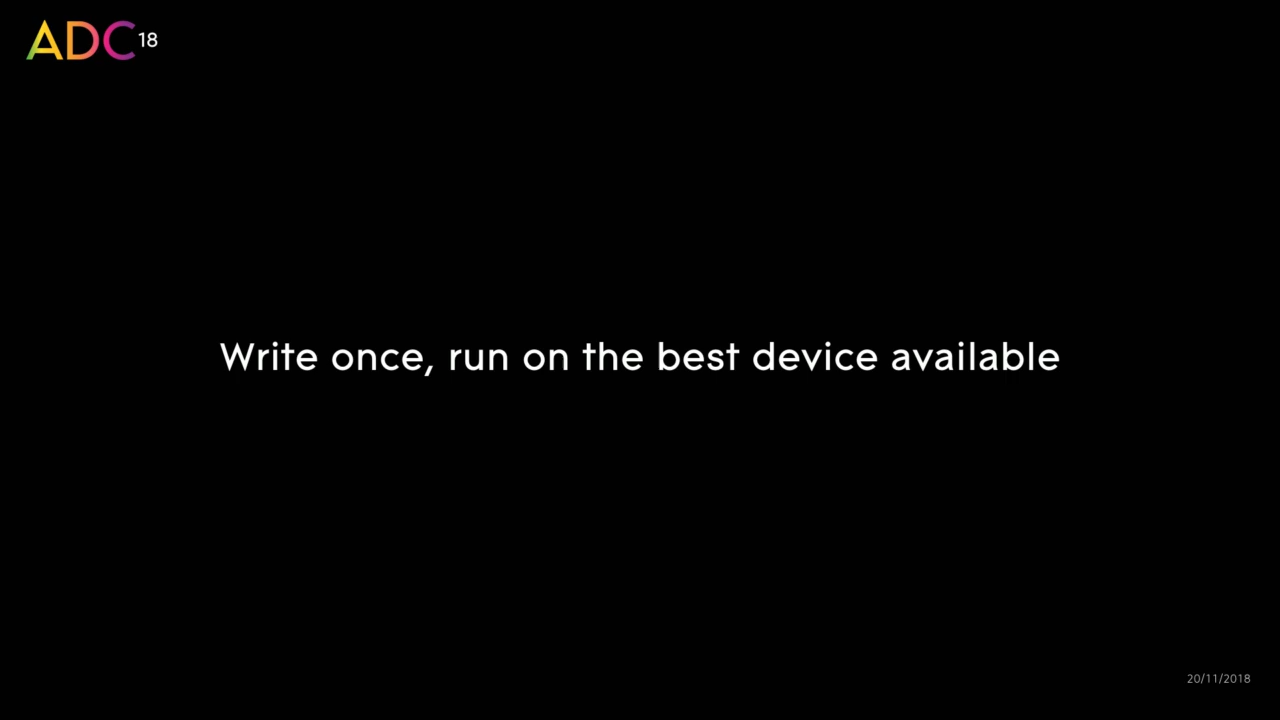 ADC18
Write once, run on the best device available
20/11/2018